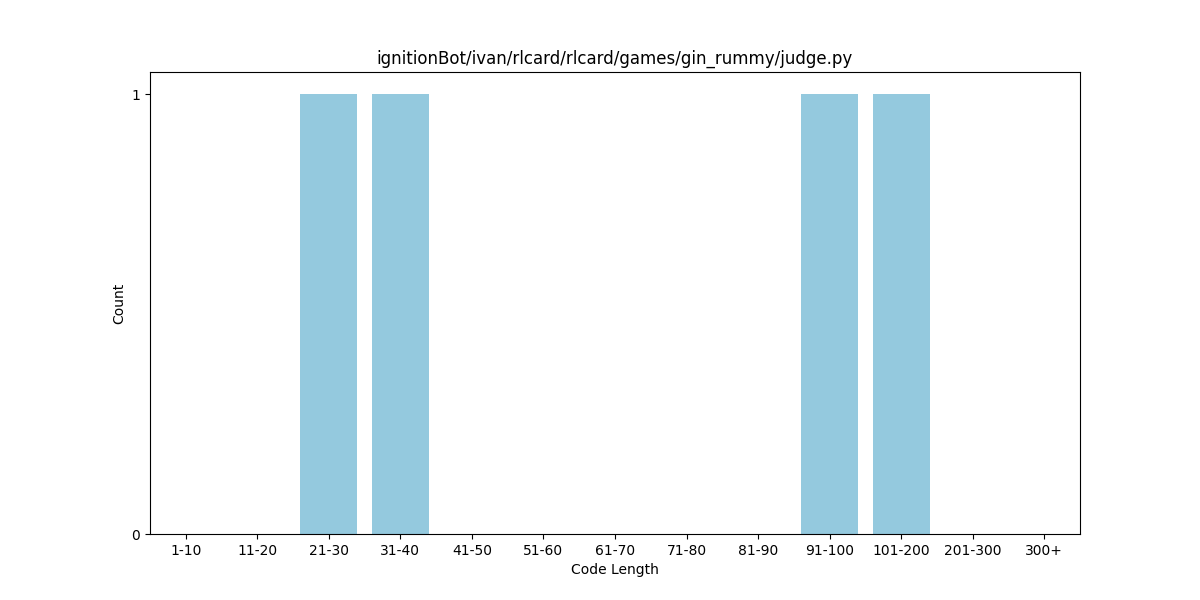 ignitionBot/ivan/rlcard/rlcard/games/gin_rummy/judge.py
1
Count
0
1-10 11-20 21-30 31-40 41-50 51-60 61-70 71-80 81-90 91-100 101-200 201-300 300+
Code Length